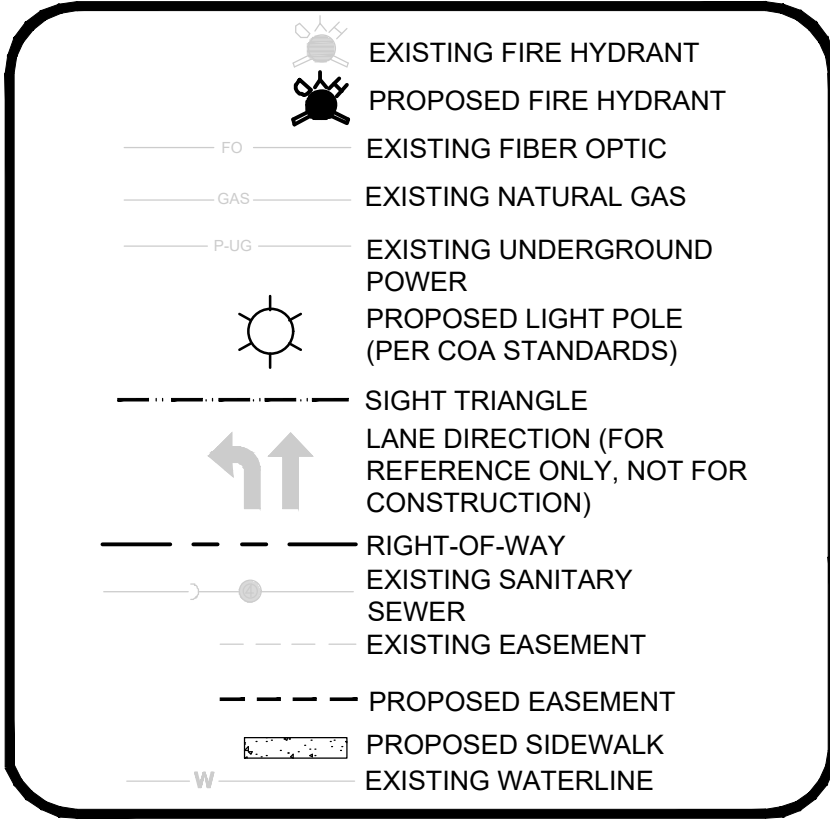 EXISTING FIRE HYDRANT
PROPOSED FIRE HYDRANT
FO EXISTING FIBER OPTIC
GAS EXISTING NATURAL GAS
P-UG EXISTING UNDERGROUND
POWER
PROPOSED LIGHT POLE
(PER COA STANDARDS)
SIGHT TRIANGLE
LANE DIRECTION (FOR
REFERENCE ONLY, NOT FOR
CONSTRUCTION)
RIGHT-OF-WAY
EXISTING SANITARY
SEWER
EXISTING EASEMENT
PROPOSED EASEMENT
PROPOSED SIDEWALK
W EXISTING WATERLINE